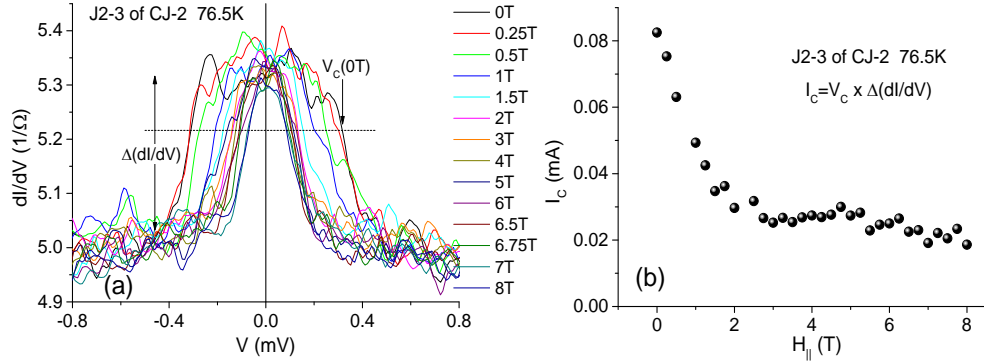 J2-3 of CJ-2 76.5K
dI/dV (1/Ω)
5.4
5.3
5.2
5.1
5.0
4.9
Δ(dI/dV)
V_C(0T)
(a)
-0.8
-0.4
0.0
0.4
0.8
V (mV)
0T
0.25T
0.5T
1T
1.5T
2T
3T
4T
5T
6T
6.5T
6.75T
7T
8T
I_C (mA)
0.08
0.06
0.04
0.02
0.00
J2-3 of CJ-2 76.5K
I_C=V_C x Δ(dI/dV)
(b)
0
2
4
6
8
H_|| (T)